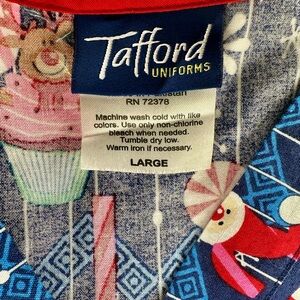 Tafford
UNIFORMS
RN 72378
Machine wash cold with like
colors. Use only non-chlorine
bleach when needed.
Tumble dry low.
Warm iron if necessary.
LARGE